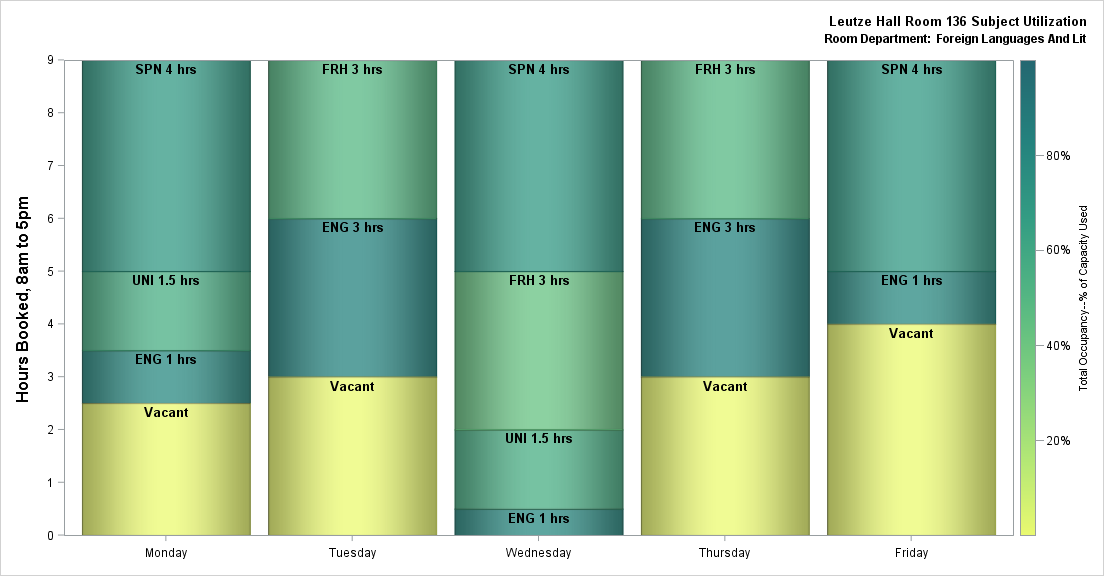 Leutze Hall Room 136 Subject Utilization
Room Department: Foreign Languages And Lit
Hours Booked, 8am to 5pm
9
8
7
6
5
4
3
2
1
0
SPN 4 hrs
UNI 1.5 hrs
ENG 1 hrs
Vacant
FRH 3 hrs
ENG 3 hrs
Vacant
SPN 4 hrs
FRH 3 hrs
UNI 1.5 hrs
ENG 1 hrs
FRH 3 hrs
ENG 3 hrs
Vacant
SPN 4 hrs
ENG 1 hrs
Vacant
Monday
Tuesday
Wednesday
Thursday
Friday
80%
60%
40%
20%
Total Occupancy--% of Capacity Used